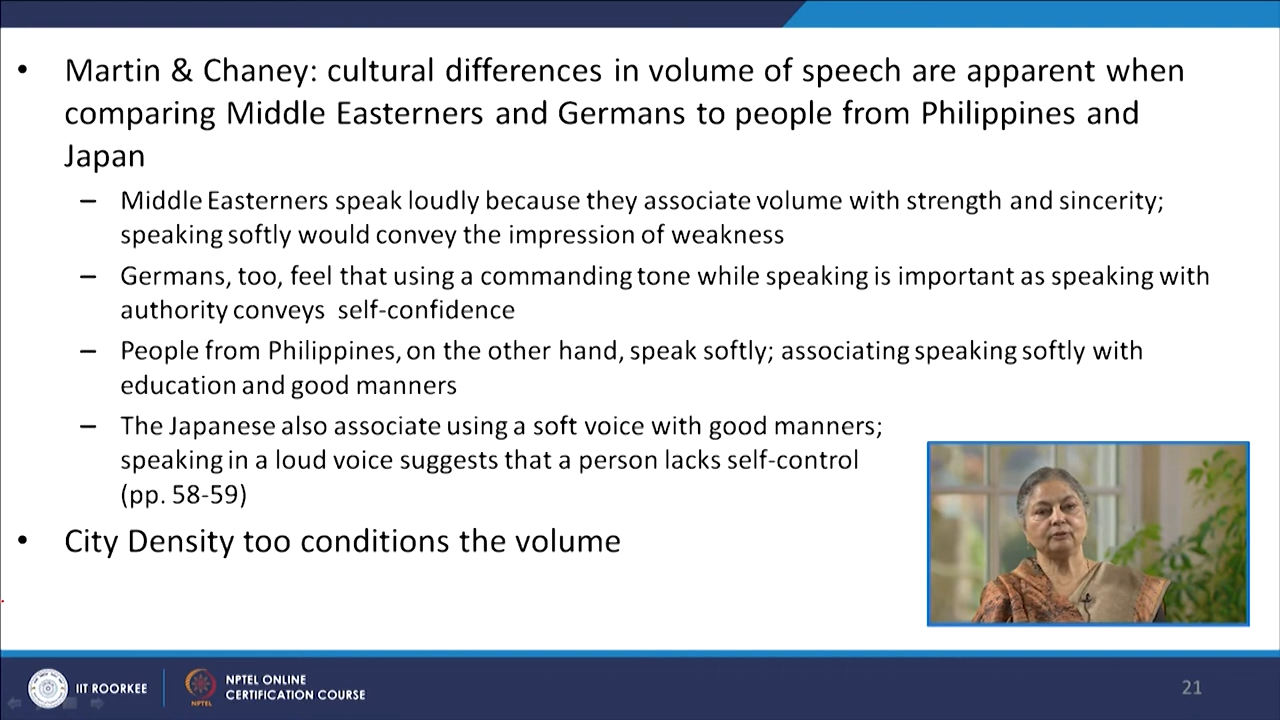 • Martin & Chaney: cultural differences in volume of speech are apparent when
comparing Middle Easterners and Germans to people from Philippines and
Japan
– Middle Easterners speak loudly because they associate volume with strength and sincerity;
speaking softly would convey the impression of weakness
– Germans, too, feel that using a commanding tone while speaking is important as speaking with
authority conveys self-confidence
– People from Philippines, on the other hand, speak softly; associating speaking softly with
education and good manners
– The Japanese also associate using a soft voice with good manners;
speaking in a loud voice suggests that a person lacks self-control
(pp. 58-59)
• City Density too conditions the volume
IIT ROORKEE
NPTEL
NPTEL ONLINE
CERTIFICATION COURSE
21